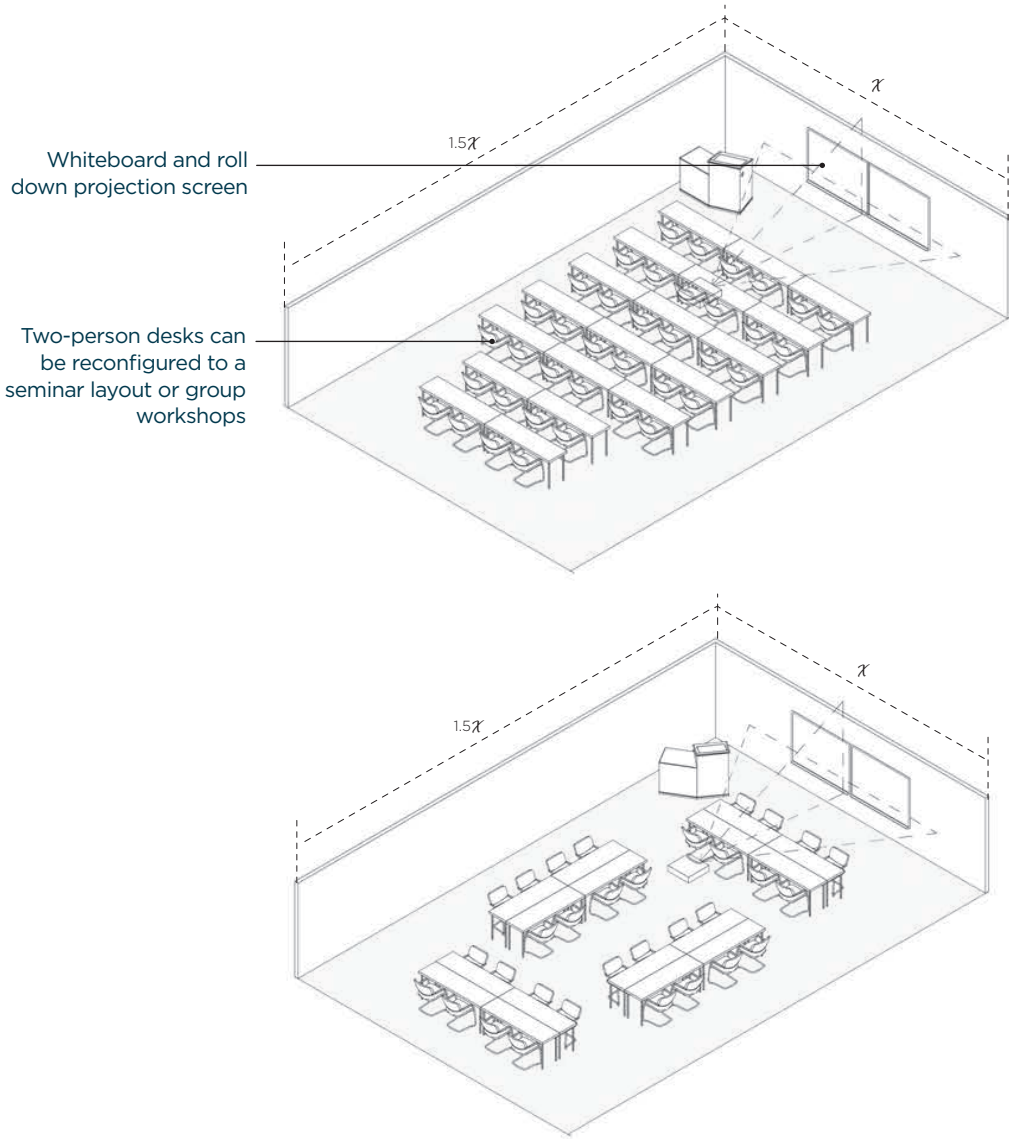 𝑥
1.5𝑥
Whiteboard and roll
down projection screen
Two-person desks can
be reconfigured to a
seminar layout or group
workshops
𝑥
1.5𝑥